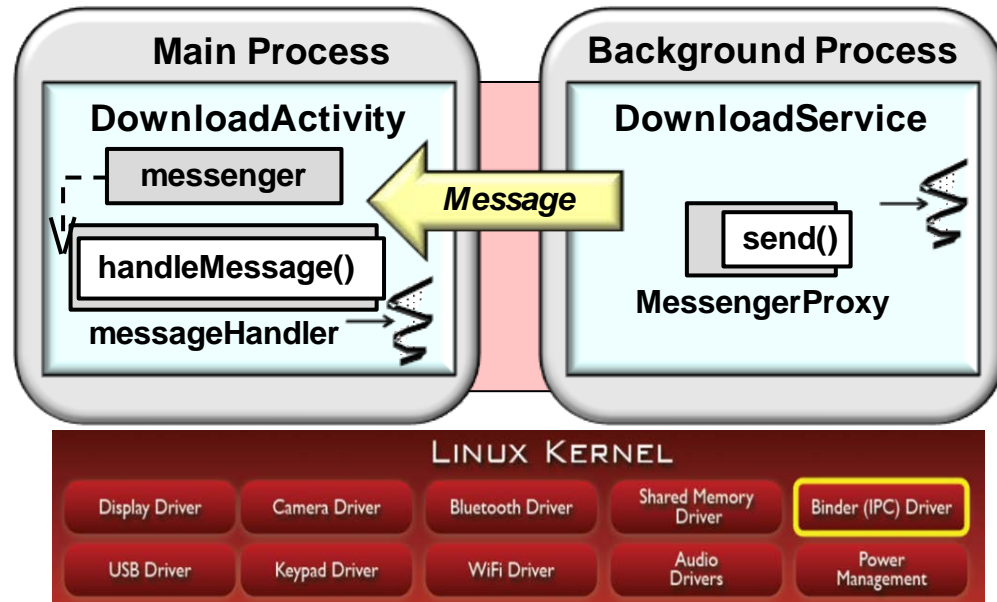 Main Process
DownloadActivity
messenger
handleMessage()
messageHandler
Message
Background Process
DownloadService
send()
MessengerProxy
LINUX KERNEL
Display Driver
Camera Driver
Bluetooth Driver
Shared Memory
Driver
Binder (IPC) Driver
USB Driver
Keypad Driver
WiFi Driver
Audio
Drivers
Power
Management